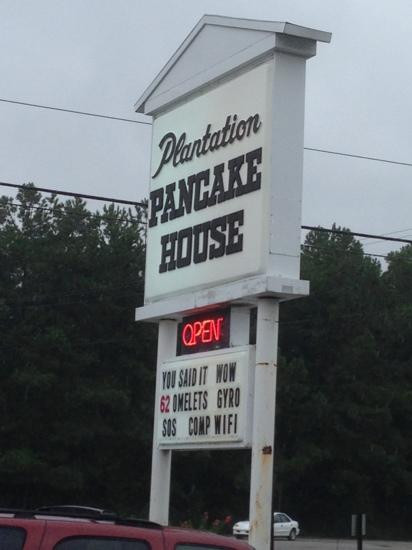 Plantation
PANCAKE
HOUSE
OPEN
YOU SAID IT WOW
62 OMELETS GYRO
SOS COMP WIFI